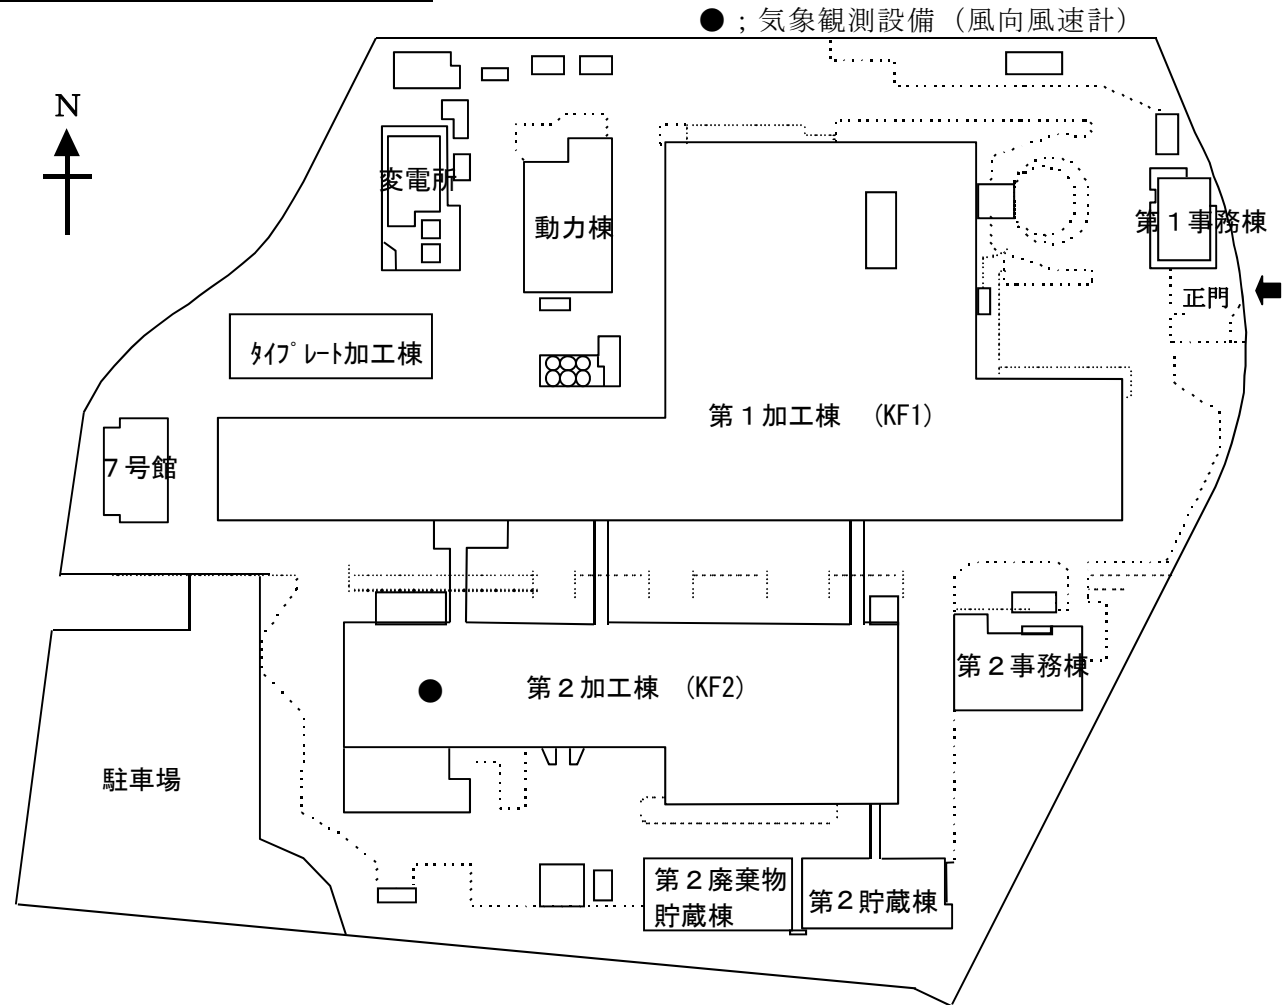 ●；気象観測設備（風向風速計）
N
変電所
動力棟
第１事務棟
正門
ﾀｲﾌﾟﾚｰﾄ加工棟
第１加工棟　(KF1)
７号館
第２加工棟　(KF2)
第２事務棟
駐車場
第２廃棄物
貯蔵棟
第２貯蔵棟